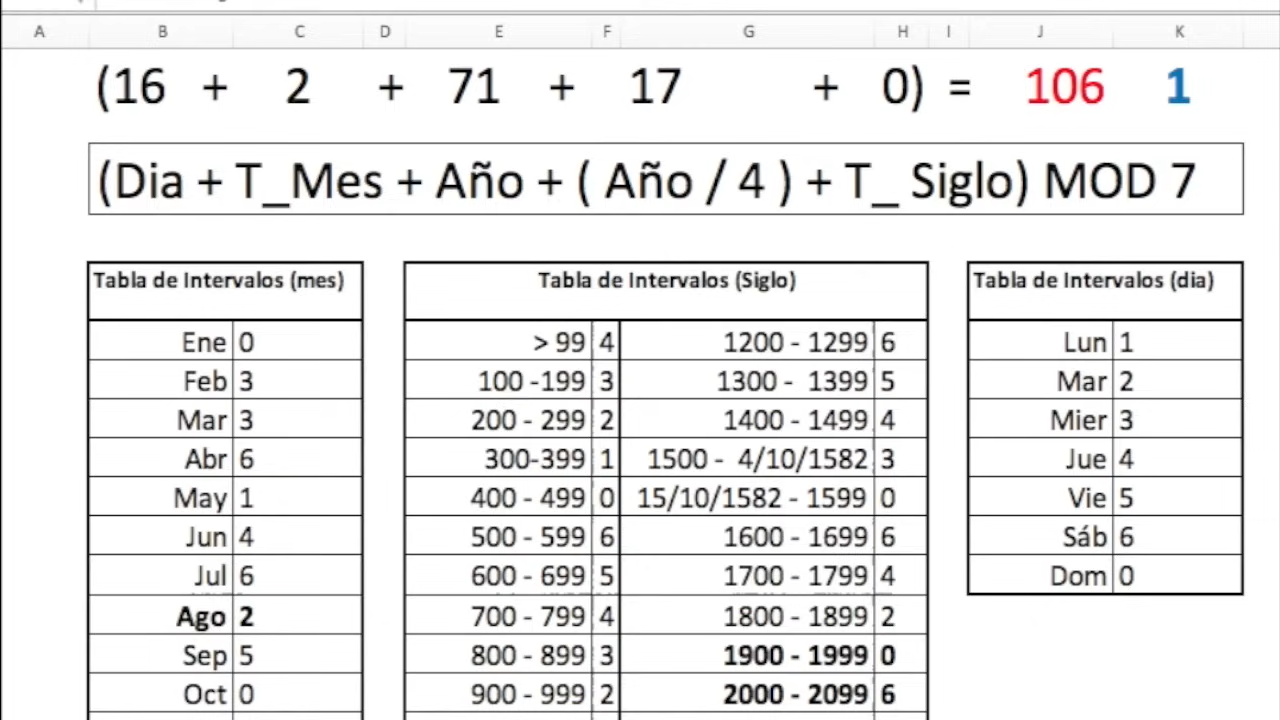 A B C D E F G H I J K
(16 + 2 + 71 + 17 + 0) = 106 1
(Dia + T_Mes + Año + ( Año / 4 ) + T_ Siglo) MOD 7
Tabla de Intervalos (mes) Tabla de Intervalos (Siglo) Tabla de Intervalos (dia)
Ene 0 > 99 4 1200 - 1299 6 Lun 1
Feb 3 100 -199 3 1300 - 1399 5 Mar 2
Mar 3 200 - 299 2 1400 - 1499 4 Mier 3
Abr 6 300-399 1 1500 - 4/10/1582 3 Jue 4
May 1 400 - 499 0 15/10/1582 - 1599 0 Vie 5
Jun 4 500 - 599 6 1600 - 1699 6 Sáb 6
Jul 6 600 - 699 5 1700 - 1799 4 Dom 0
Ago 2 700 - 799 4 1800 - 1899 2
Sep 5 800 - 899 3 1900 - 1999 0
Oct 0 900 - 999 2 2000 - 2099 6